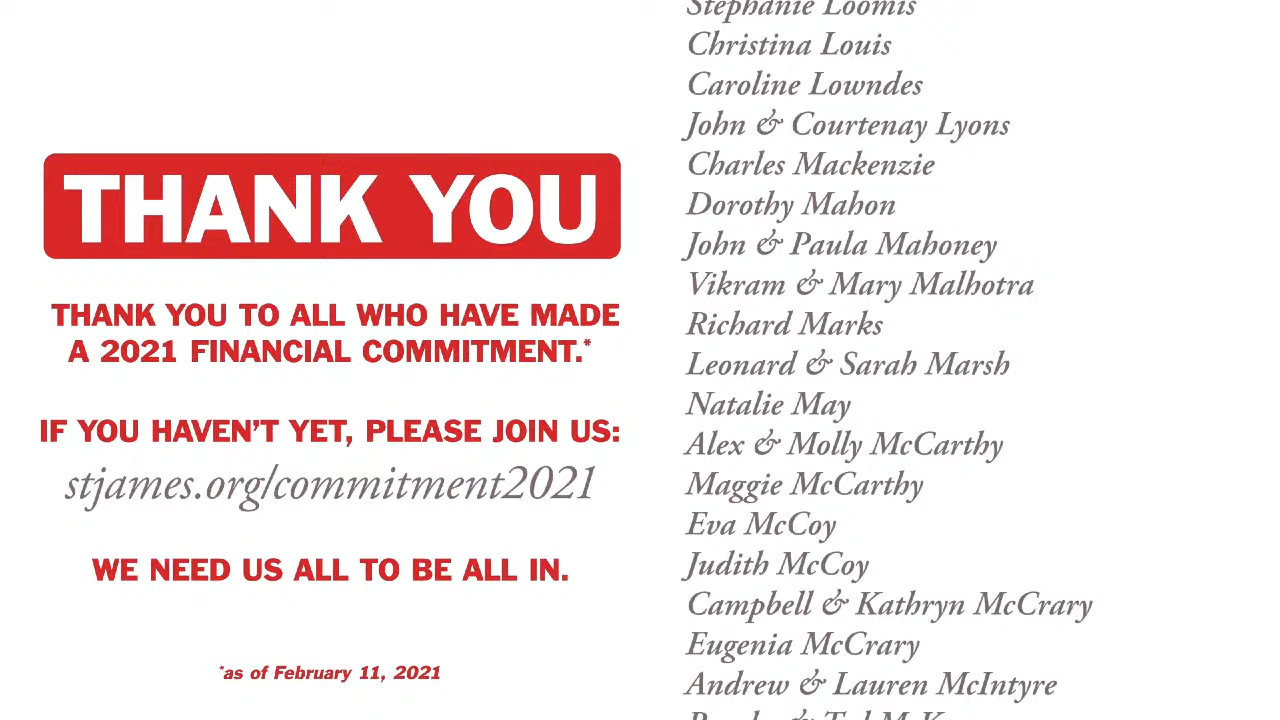 THANK YOU
THANK YOU TO ALL WHO HAVE MADE
A 2021 FINANCIAL COMMITMENT.*
IF YOU HAVEN'T YET, PLEASE JOIN US:
stjames.org/commitment2021
WE NEED US ALL TO BE ALL IN.
*as of February 11, 2021
Stephanie Loomis
Christina Louis
Caroline Lowndes
John & Courtenay Lyons
Charles Mackenzie
Dorothy Mahon
John & Paula Mahoney
Vikram & Mary Malhotra
Richard Marks
Leonard & Sarah Marsh
Natalie May
Alex & Molly McCarthy
Maggie McCarthy
Eva McCoy
Judith McCoy
Campbell & Kathryn McCrary
Eugenia McCrary
Andrew & Lauren McIntyre